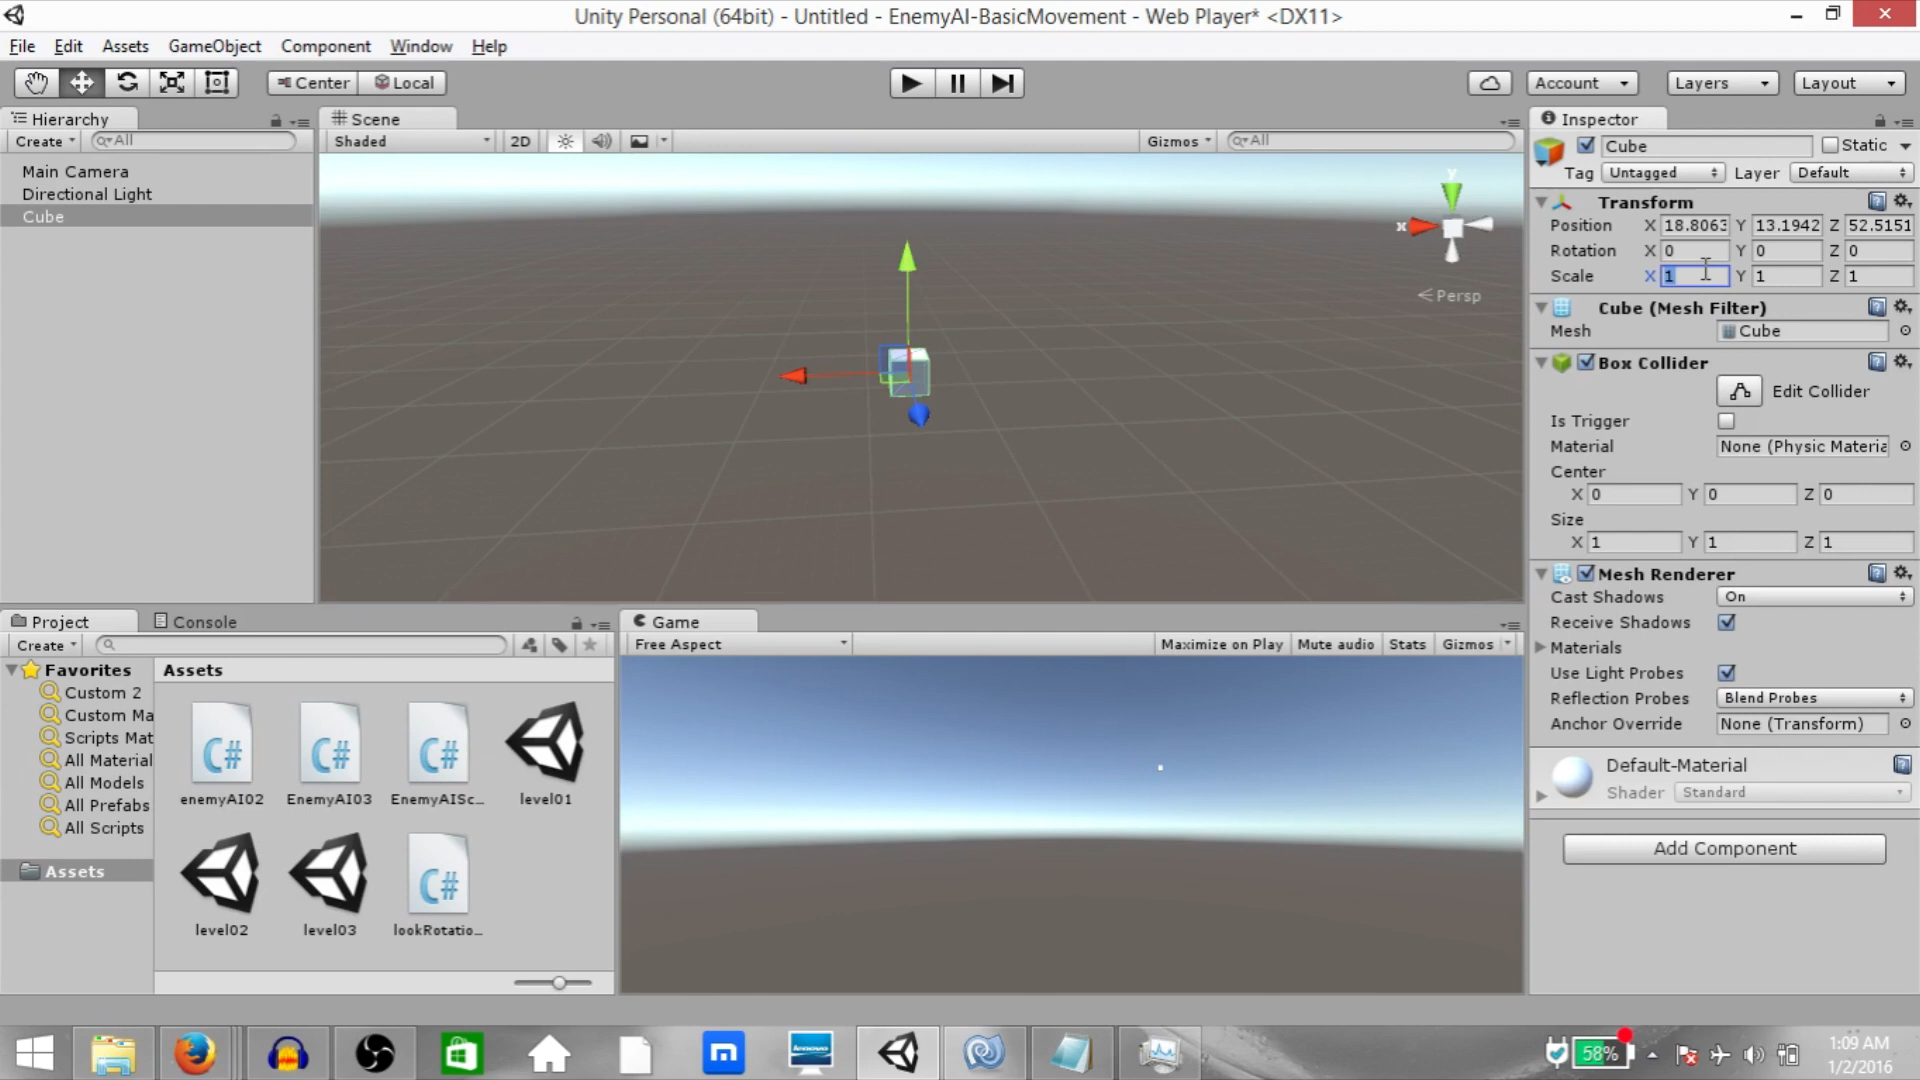 Unity Personal (64bit) - Untitled - EnemyAI-BasicMovement - Web Player* <DX11>
File Edit Assets GameObject Component Window Help
Center Local Account Layers Layout
Hierarchy
Create All
Main Camera
Directional Light
Cube
Scene
Shaded 2D Gizmos All
y
x
Persp
Inspector
Cube Static
Tag Untagged Layer Default
Transform
Position X 18.8063 Y 13.1942 Z 52.5151
Rotation X 0 Y 0 Z 0
Scale X 1 Y 1 Z 1
Cube (Mesh Filter)
Mesh Cube
Box Collider
Edit Collider
Is Trigger
Material None (Physic Materia
Center
X 0 Y 0 Z 0
Size
X 1 Y 1 Z 1
Mesh Renderer
Cast Shadows On
Receive Shadows
Materials
Use Light Probes
Reflection Probes Blend Probes
Anchor Override None (Transform)
Default-Material
Shader Standard
Add Component
Project Console
Create
Favorites
Custom 2
Custom Ma
Scripts Mat
All Material
All Models
All Prefabs
All Scripts
Assets
Assets
C# C# C#
enemyAI02 EnemyAI03 EnemyAISc... level01
C#
level02 level03 lookRotatio...
Game
Free Aspect Maximize on Play Mute audio Stats Gizmos
m
lenovo
58%
1:09 AM
1/2/2016